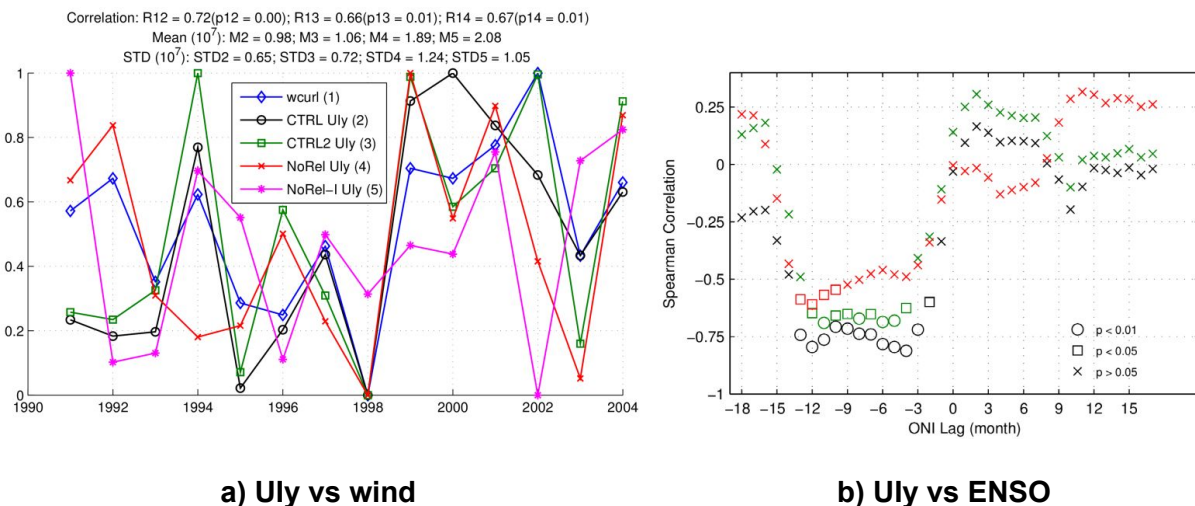 Correlation: R12 = 0.72(p12 = 0.00); R13 = 0.66(p13 = 0.01); R14 = 0.67(p14 = 0.01)
Mean (10^7): M2 = 0.98; M3 = 1.06; M4 = 1.89; M5 = 2.08
STD (10^7): STD2 = 0.65; STD3 = 0.72; STD4 = 1.24; STD5 = 1.05
1
0.8
0.6
0.4
0.2
0
1990 1992 1994 1996 1998 2000 2002 2004
wcurl (1)
CTRL Uly (2)
CTRL2 Uly (3)
NoRel Uly (4)
NoRel-I Uly (5)
a) Uly vs wind
Spearman Correlation
0.25
0
−0.25
−0.5
−0.75
−1
−18 −15 −12 −9 −6 −3 0 3 6 9 12 15
ONI Lag (month)
p < 0.01
p < 0.05
p > 0.05
b) Uly vs ENSO